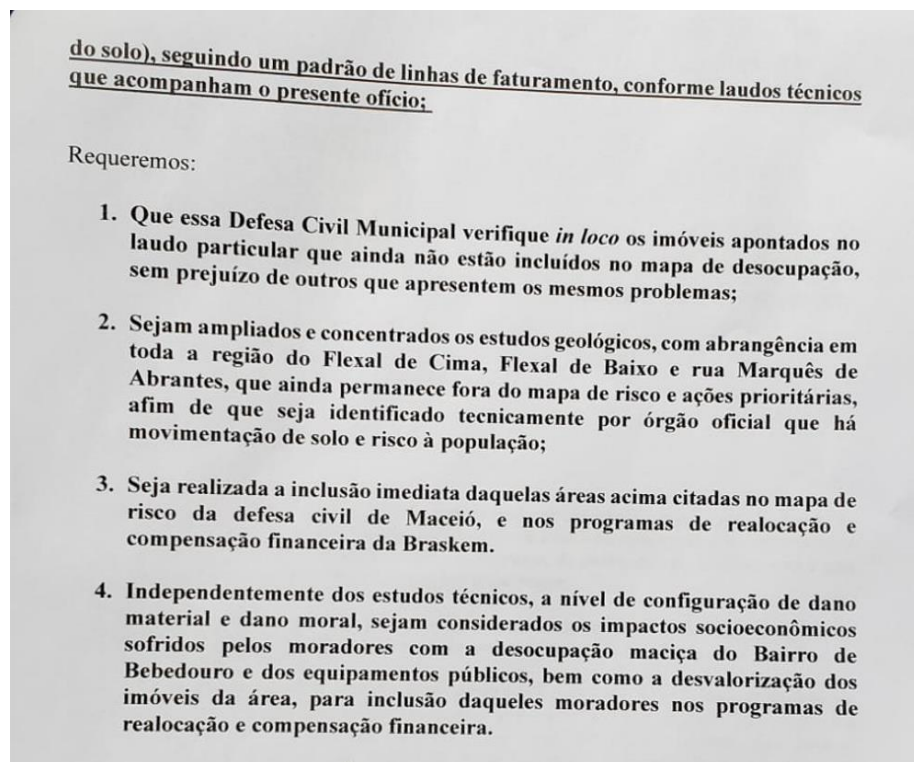 do solo), seguindo um padrão de linhas de faturamento, conforme laudos técnicos
que acompanham o presente ofício;
Requeremos:
1. Que essa Defesa Civil Municipal verifique in loco os imóveis apontados no
laudo particular que ainda não estão incluídos no mapa de desocupação,
sem prejuízo de outros que apresentem os mesmos problemas;
2. Sejam ampliados e concentrados os estudos geológicos, com abrangência em
toda a região do Flexal de Cima, Flexal de Baixo e rua Marquês de
Abrantes, que ainda permanece fora do mapa de risco e ações prioritárias,
afim de que seja identificado tecnicamente por órgão oficial que há
movimentação de solo e risco à população;
3. Seja realizada a inclusão imediata daquelas áreas acima citadas no mapa de
risco da defesa civil de Maceió, e nos programas de realocação e
compensação financeira da Braskem.
4. Independentemente dos estudos técnicos, a nível de configuração de dano
material e dano moral, sejam considerados os impactos socioeconômicos
sofridos pelos moradores com a desocupação maciça do Bairro de
Bebedouro e dos equipamentos públicos, bem como a desvalorização dos
imóveis da área, para inclusão daqueles moradores nos programas de
realocação e compensação financeira.